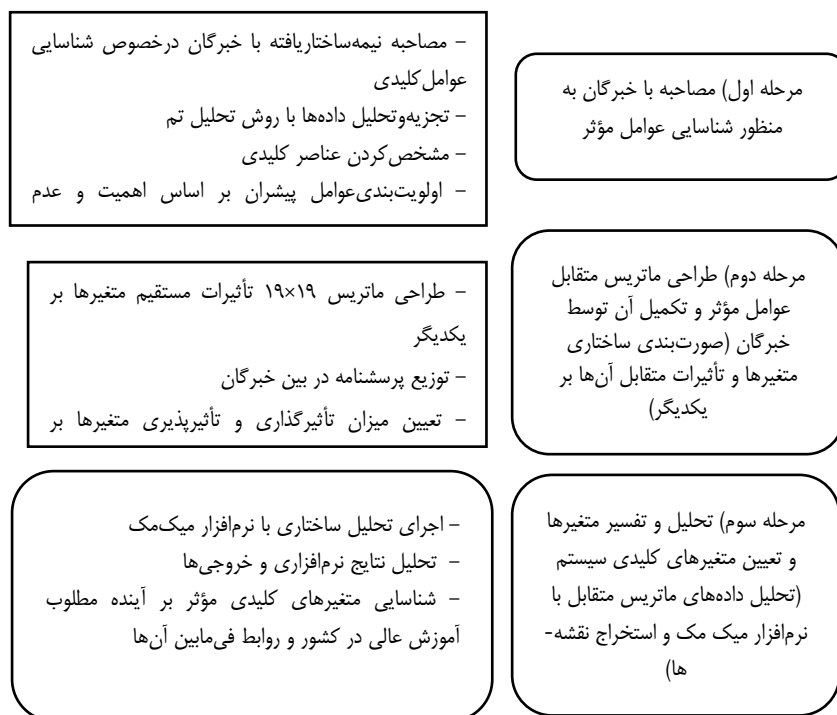 مرحله اول) مصاحبه با خبرگان به
منظور شناسایی عوامل مؤثر
- مصاحبه نیمه‌ساختاریافته با خبرگان درخصوص شناسایی
عوامل‌کلیدی
- تجزیه‌وتحلیل داده‌ها با روش تحلیل تم
- مشخص‌کردن عناصر کلیدی
- اولویت‌بندی‌عوامل پیشران بر اساس اهمیت و عدم
مرحله دوم) طراحی ماتریس متقابل
عوامل مؤثر و تکمیل آن توسط
خبرگان (صورت‌بندی ساختاری
متغیرها و تأثیرات متقابل آن‌ها بر
یکدیگر)
- طراحی ماتریس ۱۹×۱۹ تأثیرات مستقیم متغیرها بر
یکدیگر
- توزیع پرسشنامه در بین خبرگان
- تعیین میزان تأثیرگذاری و تأثیرپذیری متغیرها بر
مرحله سوم) تحلیل و تفسیر متغیرها
و تعیین متغیرهای کلیدی سیستم
(تحلیل داده‌های ماتریس متقابل با
نرم‌افزار میک مک و استخراج نقشه-
ها)
- اجرای تحلیل ساختاری با نرم‌افزار میک‌مک
- تحلیل نتایج نرم‌افزاری و خروجی‌ها
- شناسایی متغیرهای کلیدی مؤثر بر آینده مطلوب
آموزش عالی در کشور و روابط فی‌مابین آن‌ها